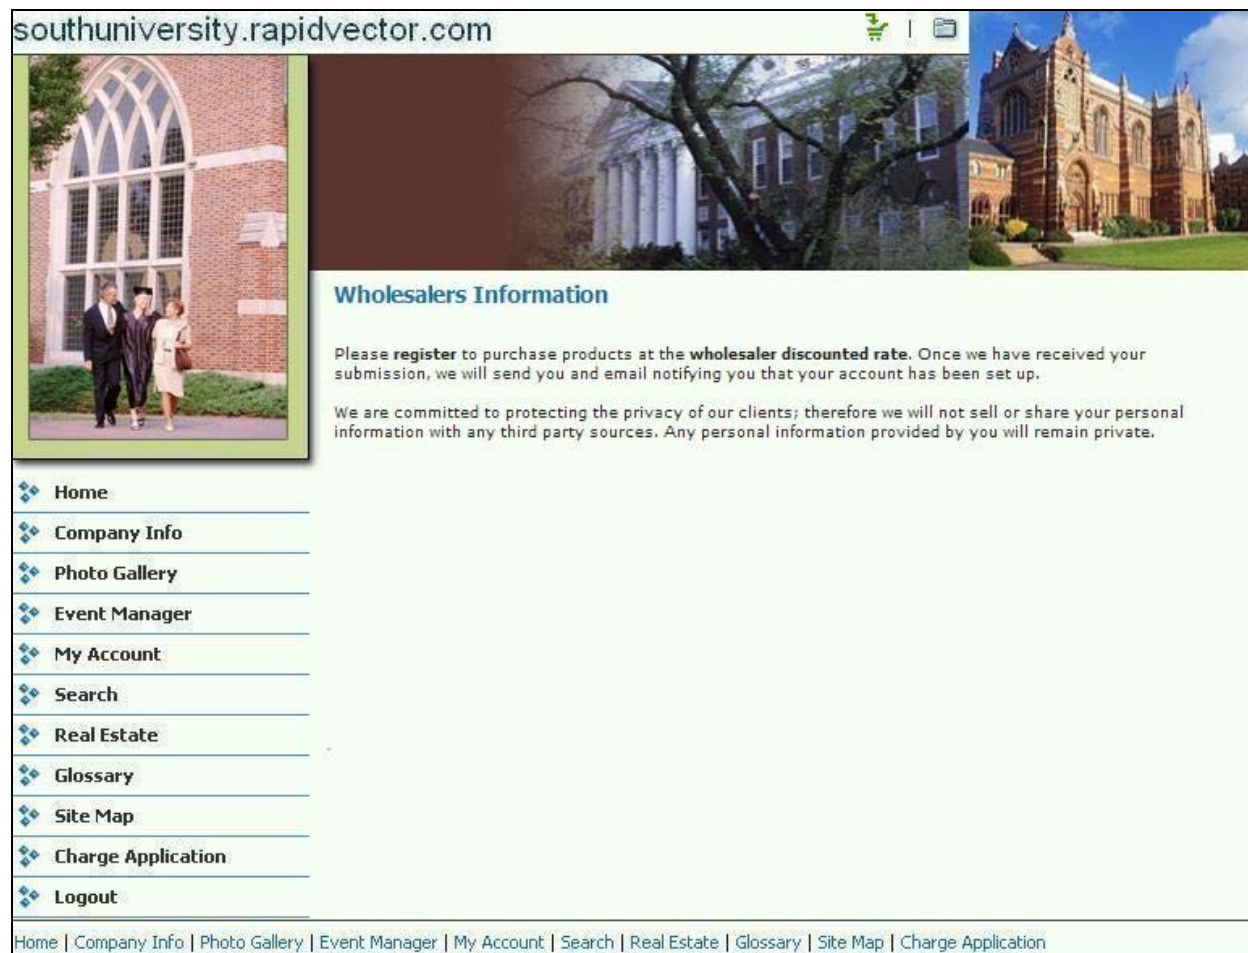 southuniversity.rapidvector.com
|
Wholesalers Information
Please register to purchase products at the wholesaler discounted rate. Once we have received your
submission, we will send you and email notifying you that your account has been set up.
We are committed to protecting the privacy of our clients; therefore we will not sell or share your personal
information with any third party sources. Any personal information provided by you will remain private.
Home
Company Info
Photo Gallery
Event Manager
My Account
Search
Real Estate
Glossary
Site Map
Charge Application
Logout
Home | Company Info | Photo Gallery | Event Manager | My Account | Search | Real Estate | Glossary | Site Map | Charge Application